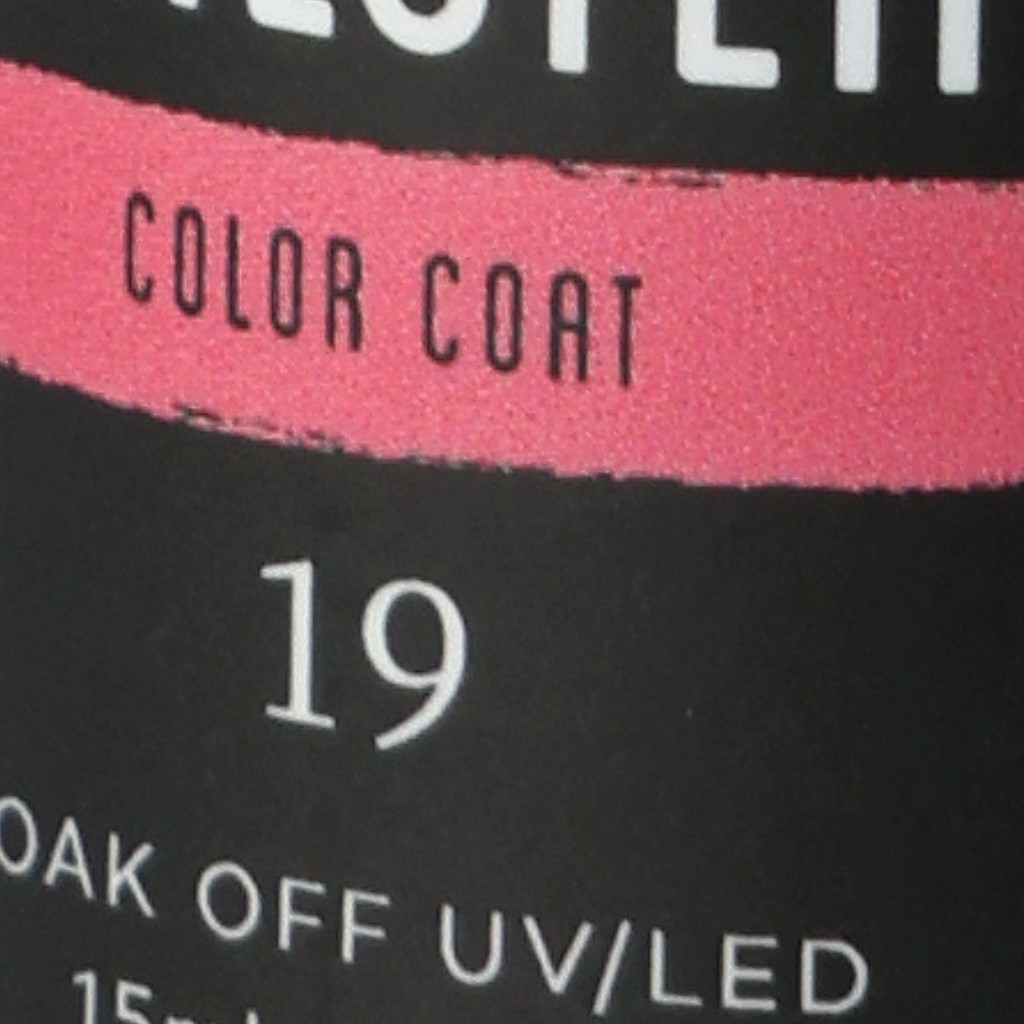 COLOR COAT
19
OAK OFF UV/LED